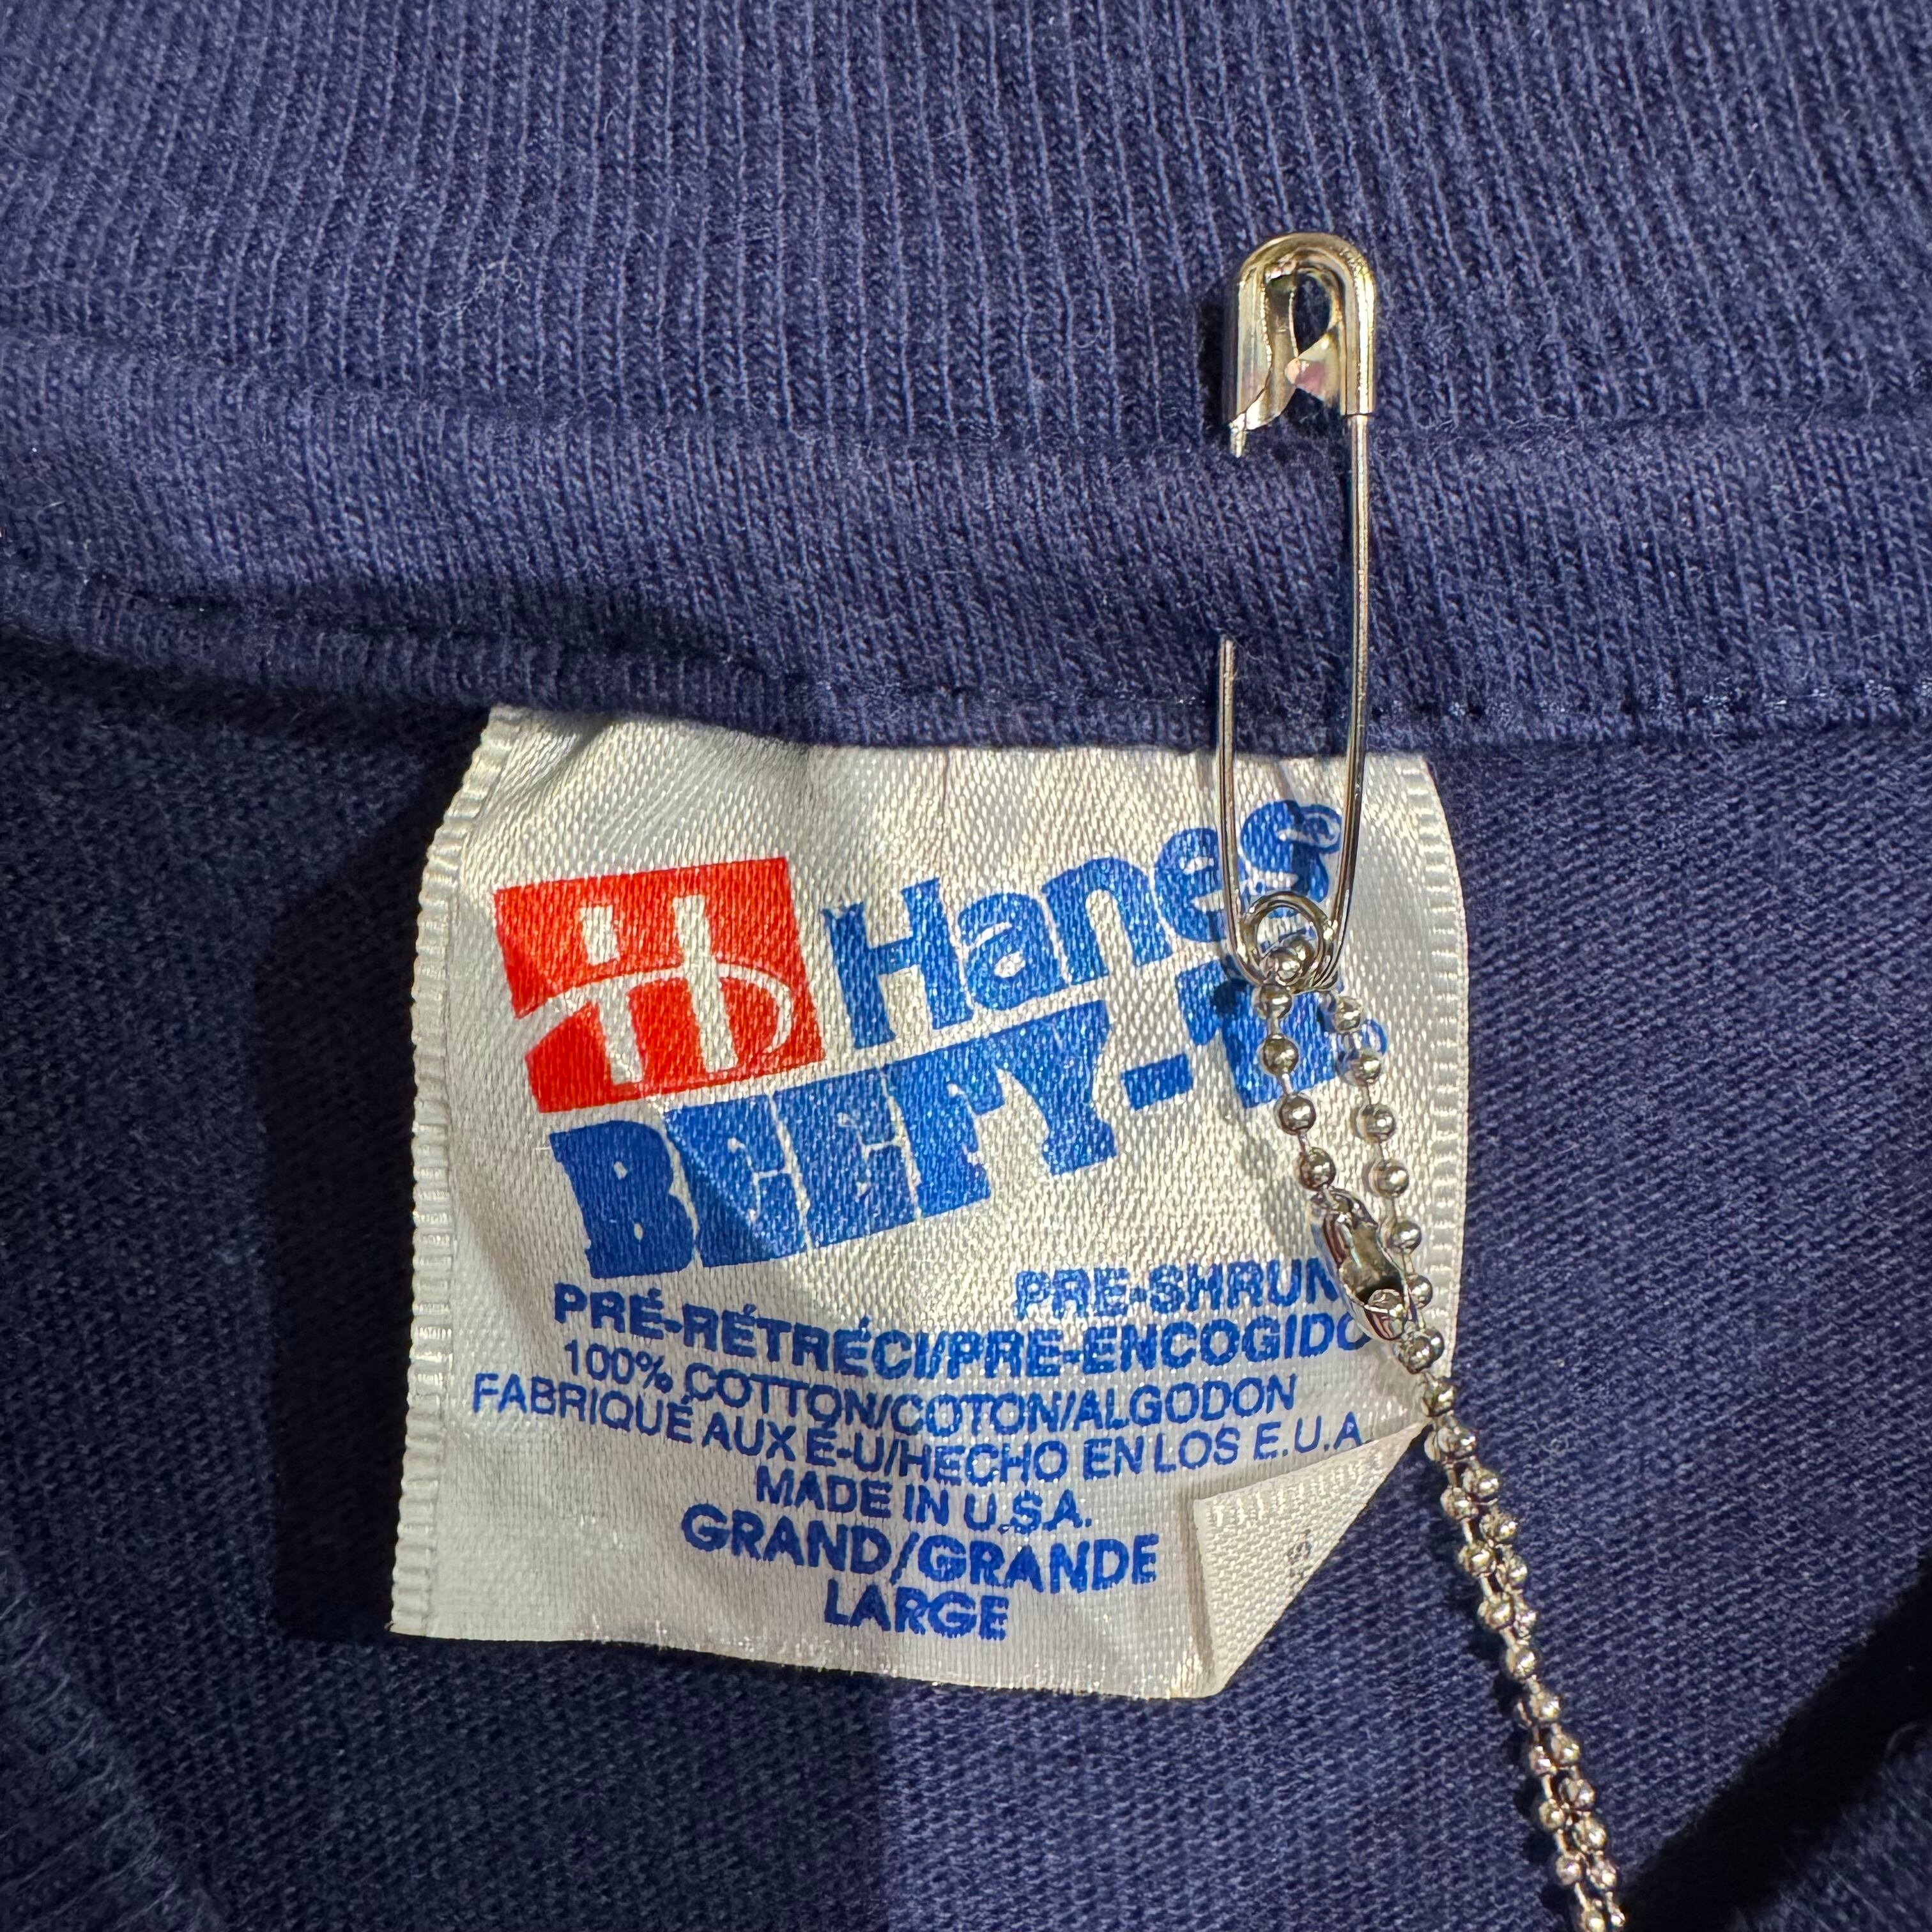 Hanes
BEEFY-T®
PRE-SHRUN
PRÉ-RÉTRÉCI/PRE-ENCOGIDO
100% COTTON/COTON/ALGODON
FABRIQUÉ AUX É-U/HECHO EN LOS E.U.A.
MADE IN U.S.A.
GRAND/GRANDE
LARGE